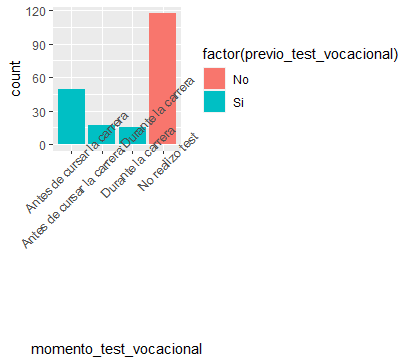 120
90
60
30
0
count
Antes de cursar la carrera
Antes de cursar la carrera Durante la carrera
Durante la carrera
No realizo test
momento_test_vocacional
factor(previo_test_vocacional)
No
Si